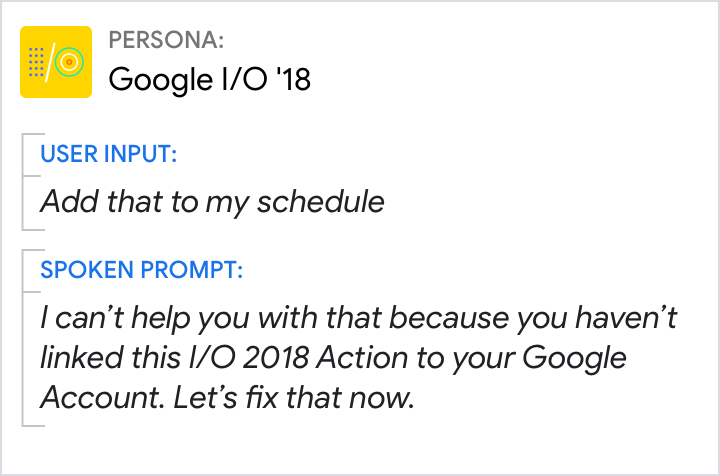 PERSONA:
Google I/O '18
USER INPUT:
Add that to my schedule
SPOKEN PROMPT:
I can’t help you with that because you haven’t
linked this I/O 2018 Action to your Google
Account. Let’s fix that now.